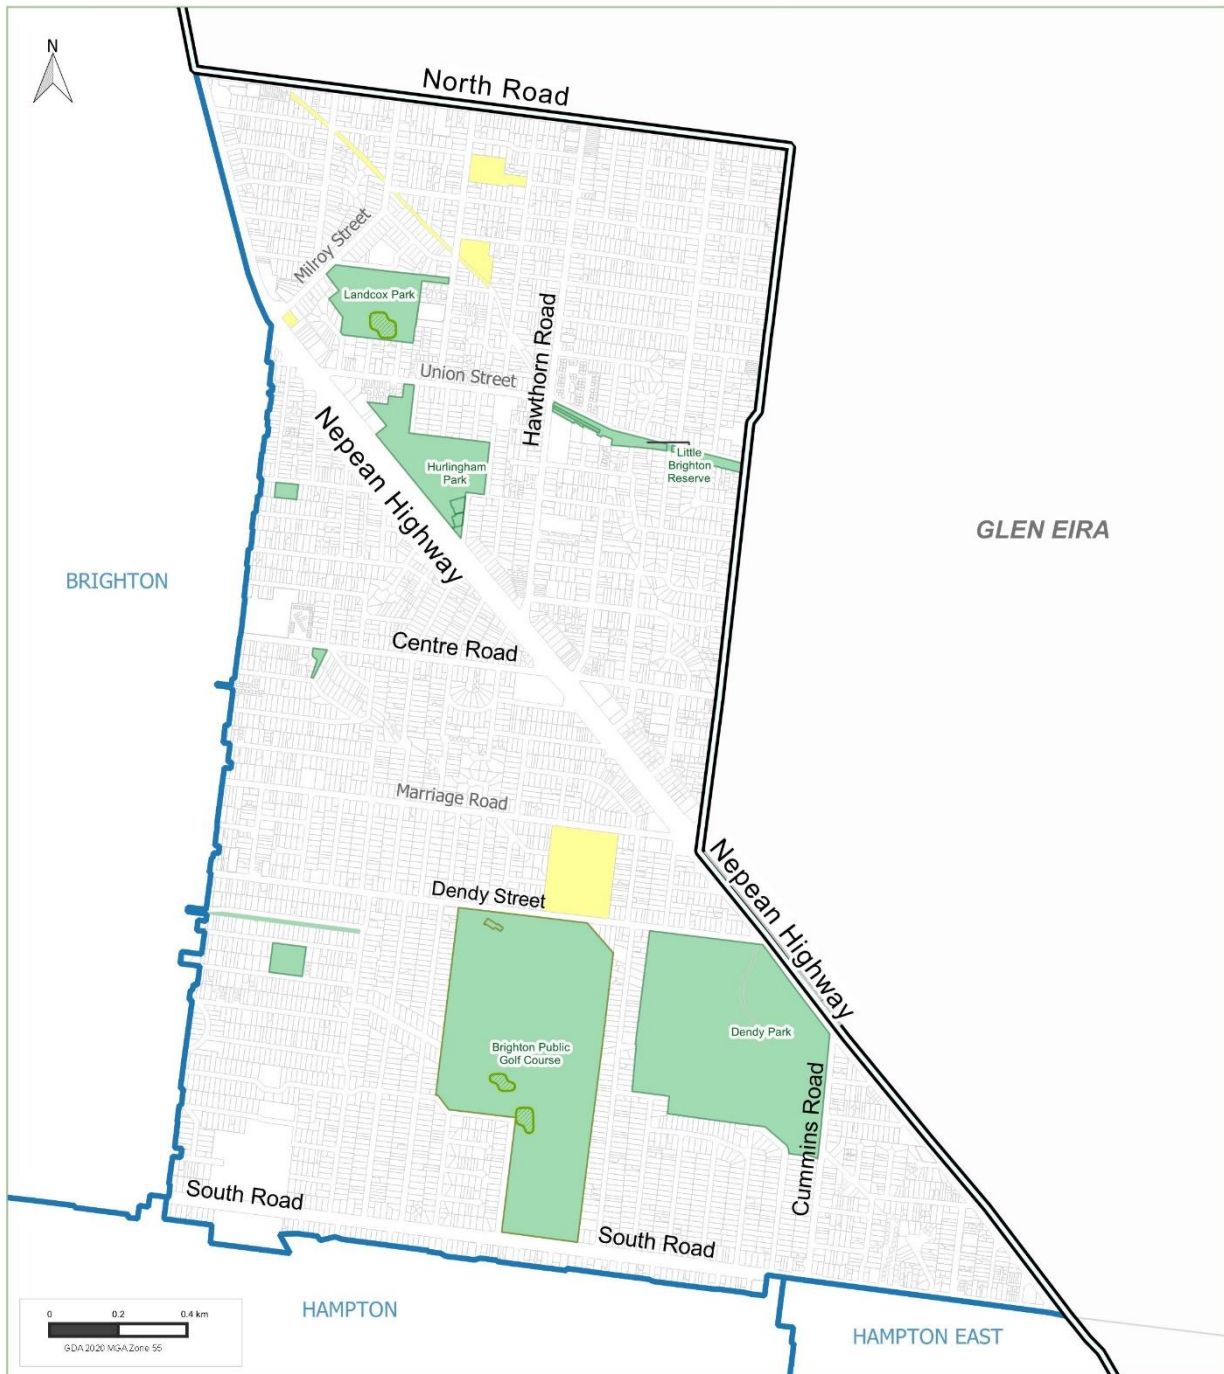 N
North Road
Milroy Street
Landcox Park
Hawthorn Road
Union Street
Nepean Highway
Hurlingham
Park
Little
Brighton
Reserve
GLEN EIRA
BRIGHTON
Centre Road
Marriage Road
Nepean Highway
Dendy Street
Dendy Park
Brighton Public
Golf Course
Cummins Road
South Road
South Road
0 0.2 0.4 km
GDA 2020 MGA Zone 55
HAMPTON
HAMPTON EAST